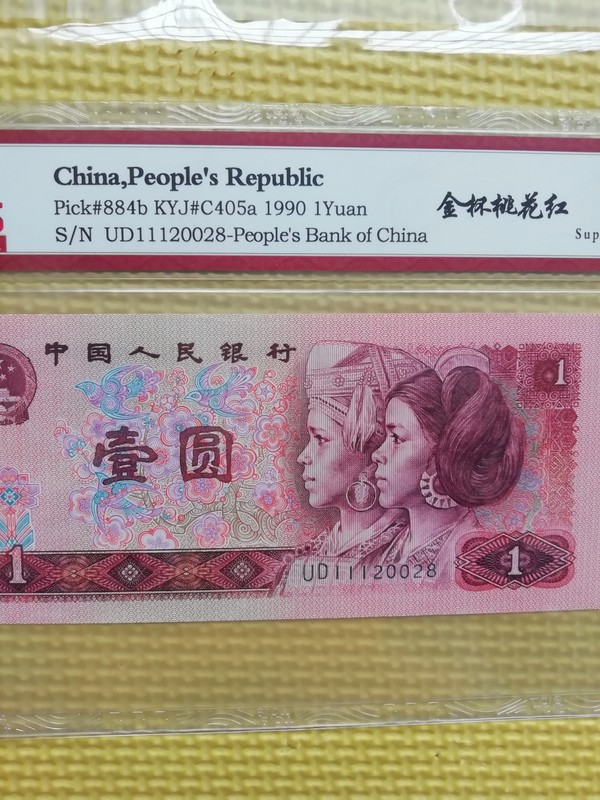 China,People's Republic
Pick#884b KYJ#C405a 1990 1Yuan
金杯桃花红
S/N UD11120028-People's Bank of China
Sup
中国人民银行
1
壹圆
UD11120028
1
1